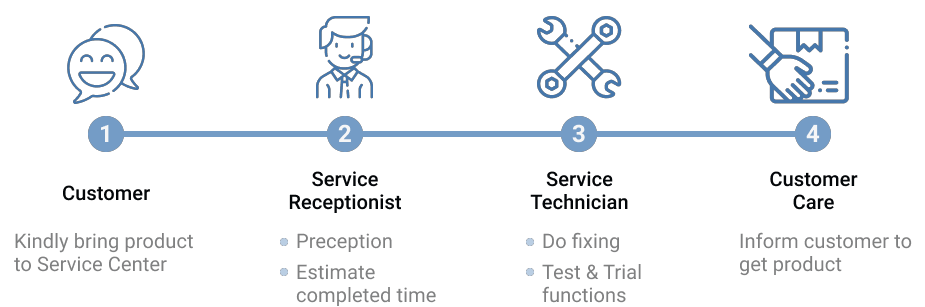 1
2
3
4
Customer
Kindly bring product
to Service Center
Service
Receptionist
Preception
Estimate
completed time
Service
Technician
Do fixing
Test & Trial
functions
Customer
Care
Inform customer to
get product